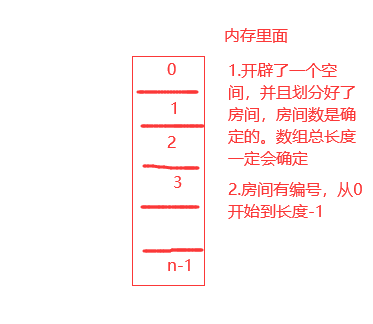 内存里面
0
1
2
3
n-1
1.开辟了一个空
间，并且划分好了
房间，房间数是确
定的。数组总长度
一定会确定
2.房间有编号，从0
开始到长度-1